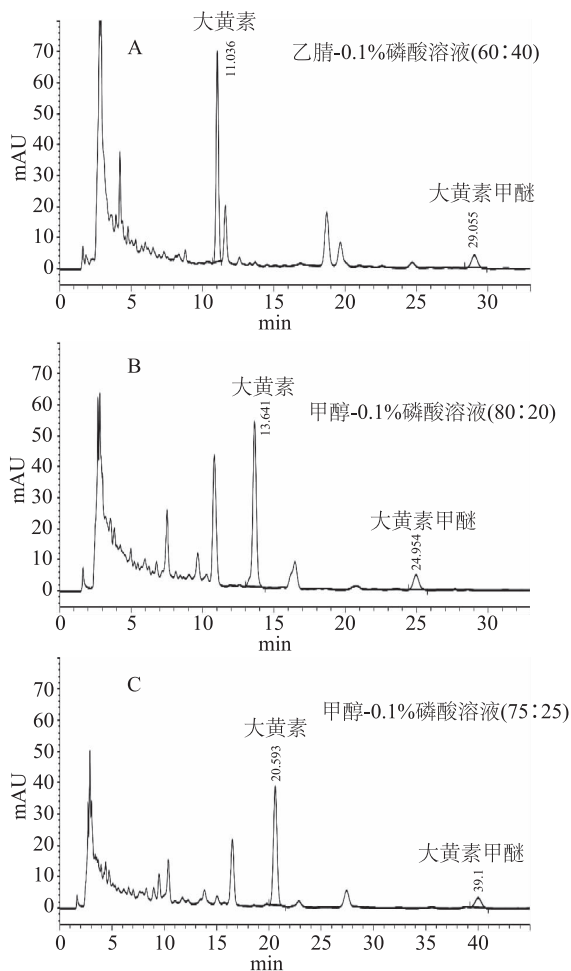 A
大黄素
11.036
乙腈-0.1%磷酸溶液(60∶40)
大黄素甲醚
29.055
mAU
70
60
50
40
30
20
10
0
0 5 10 15 20 25 30
min
B
大黄素
13.641
甲醇-0.1%磷酸溶液(80∶20)
大黄素甲醚
24.954
mAU
70
60
50
40
30
20
10
0
0 5 10 15 20 25 30
min
C
大黄素
20.593
甲醇-0.1%磷酸溶液(75∶25)
大黄素甲醚
39.1
mAU
70
60
50
40
30
20
10
0
0 5 10 15 20 25 30 35 40
min